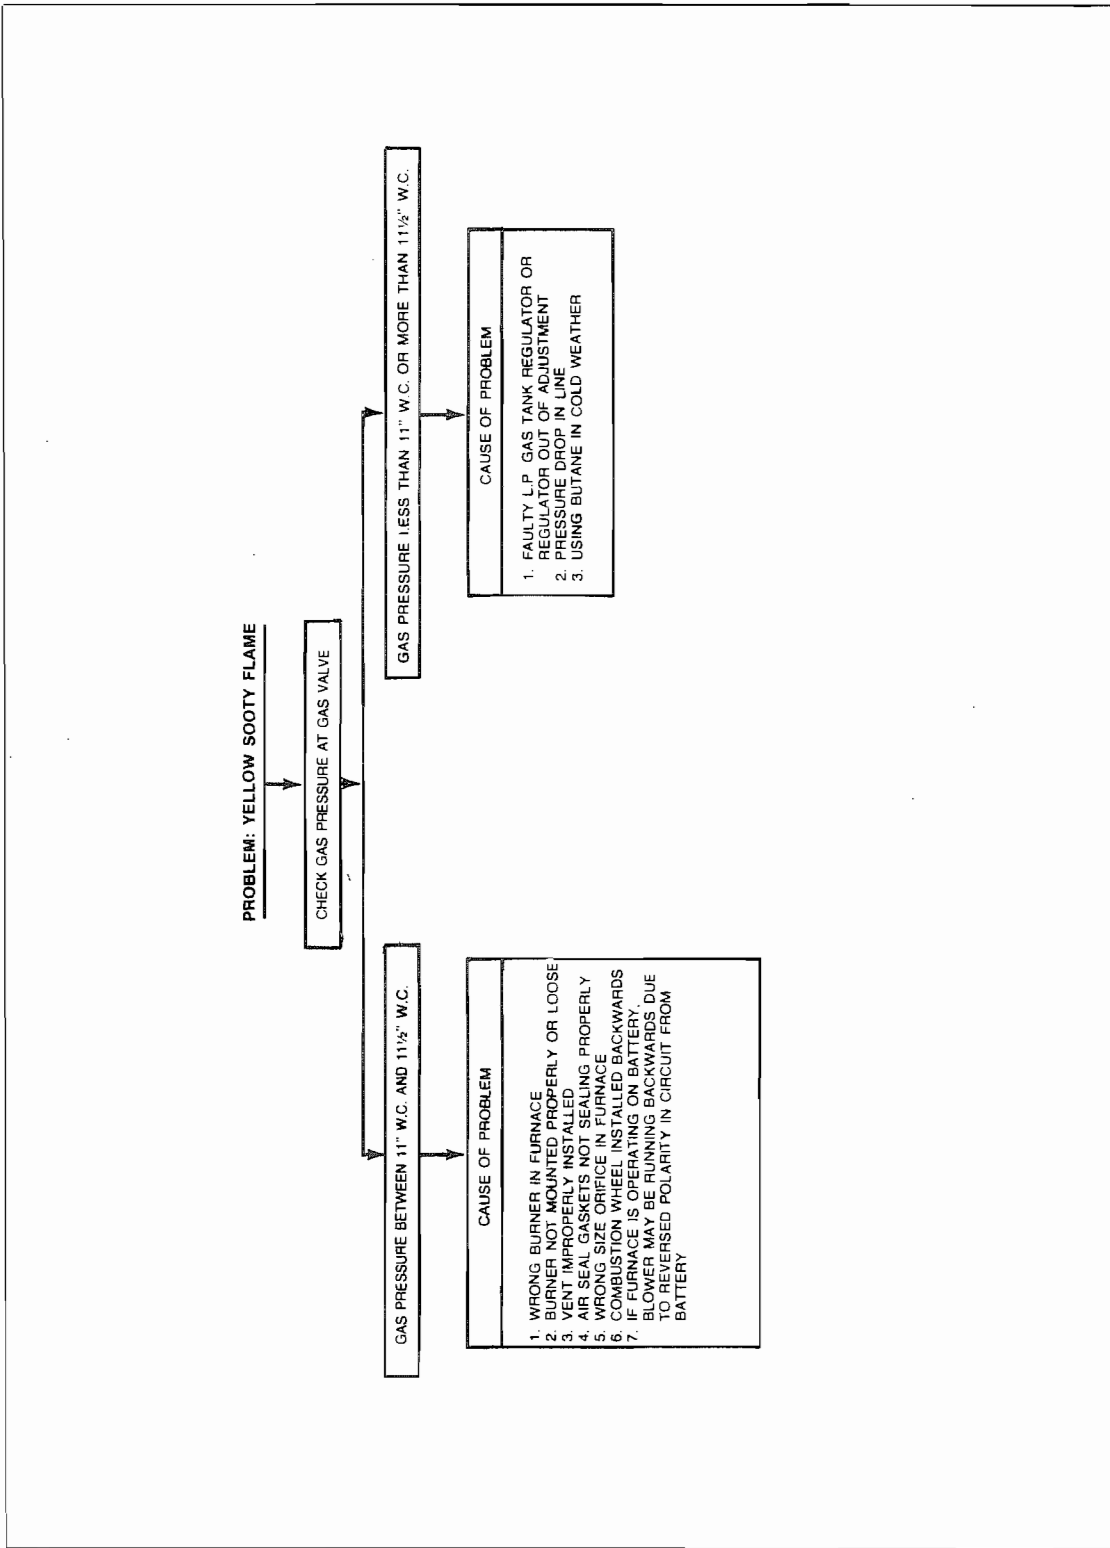 PROBLEM: YELLOW SOOTY FLAME
CHECK GAS PRESSURE AT GAS VALVE
GAS PRESSURE BETWEEN 11" W.C. AND 11½" W.C.
CAUSE OF PROBLEM
1. WRONG BURNER IN FURNACE
2. BURNER NOT MOUNTED PROPERLY OR LOOSE
3. VENT IMPROPERLY INSTALLED
4. AIR SEAL GASKETS NOT SEALING PROPERLY
5. WRONG SIZE ORIFICE IN FURNACE
6. COMBUSTION WHEEL INSTALLED BACKWARDS
7. IF FURNACE IS OPERATING ON BATTERY,
BLOWER MAY BE RUNNING BACKWARDS DUE
TO REVERSED POLARITY IN CIRCUIT FROM
BATTERY
GAS PRESSURE LESS THAN 11" W.C. OR MORE THAN 11½" W.C.
CAUSE OF PROBLEM
1. FAULTY L.P GAS TANK REGULATOR OR
REGULATOR OUT OF ADJUSTMENT
2. PRESSURE DROP IN LINE
3. USING BUTANE IN COLD WEATHER